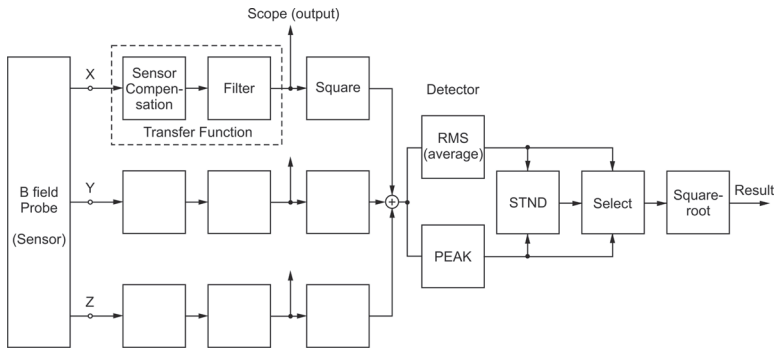 Scope (output)
X
Sensor
Compen-
sation
Filter
Square
Transfer Function
Detector
RMS
(average)
B field
Probe
(Sensor)
Y
+
STND
Select
Square-
root
Result
PEAK
Z